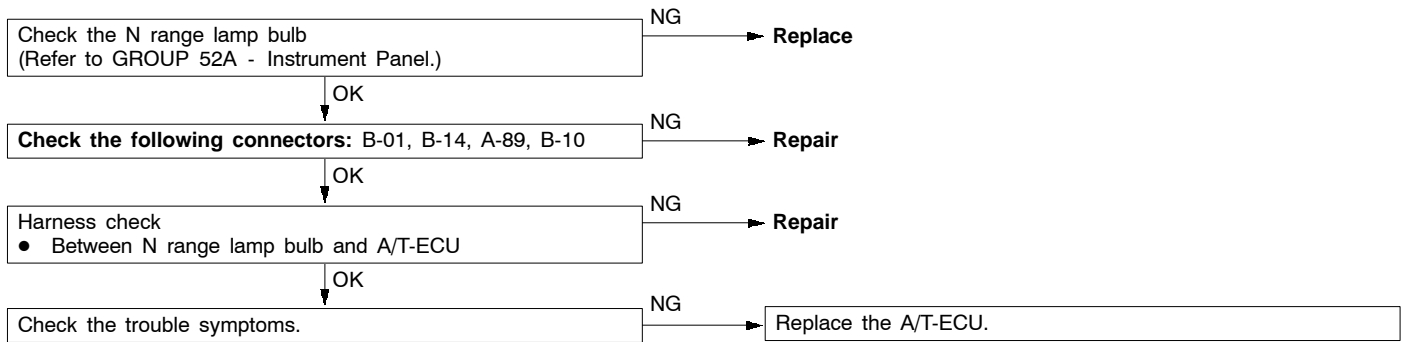 Check the N range lamp bulb
(Refer to GROUP 52A - Instrument Panel.)
NG
Replace
OK
Check the following connectors: B-01, B-14, A-89, B-10
NG
Repair
OK
Harness check
● Between N range lamp bulb and A/T-ECU
NG
Repair
OK
Check the trouble symptoms.
NG
Replace the A/T-ECU.